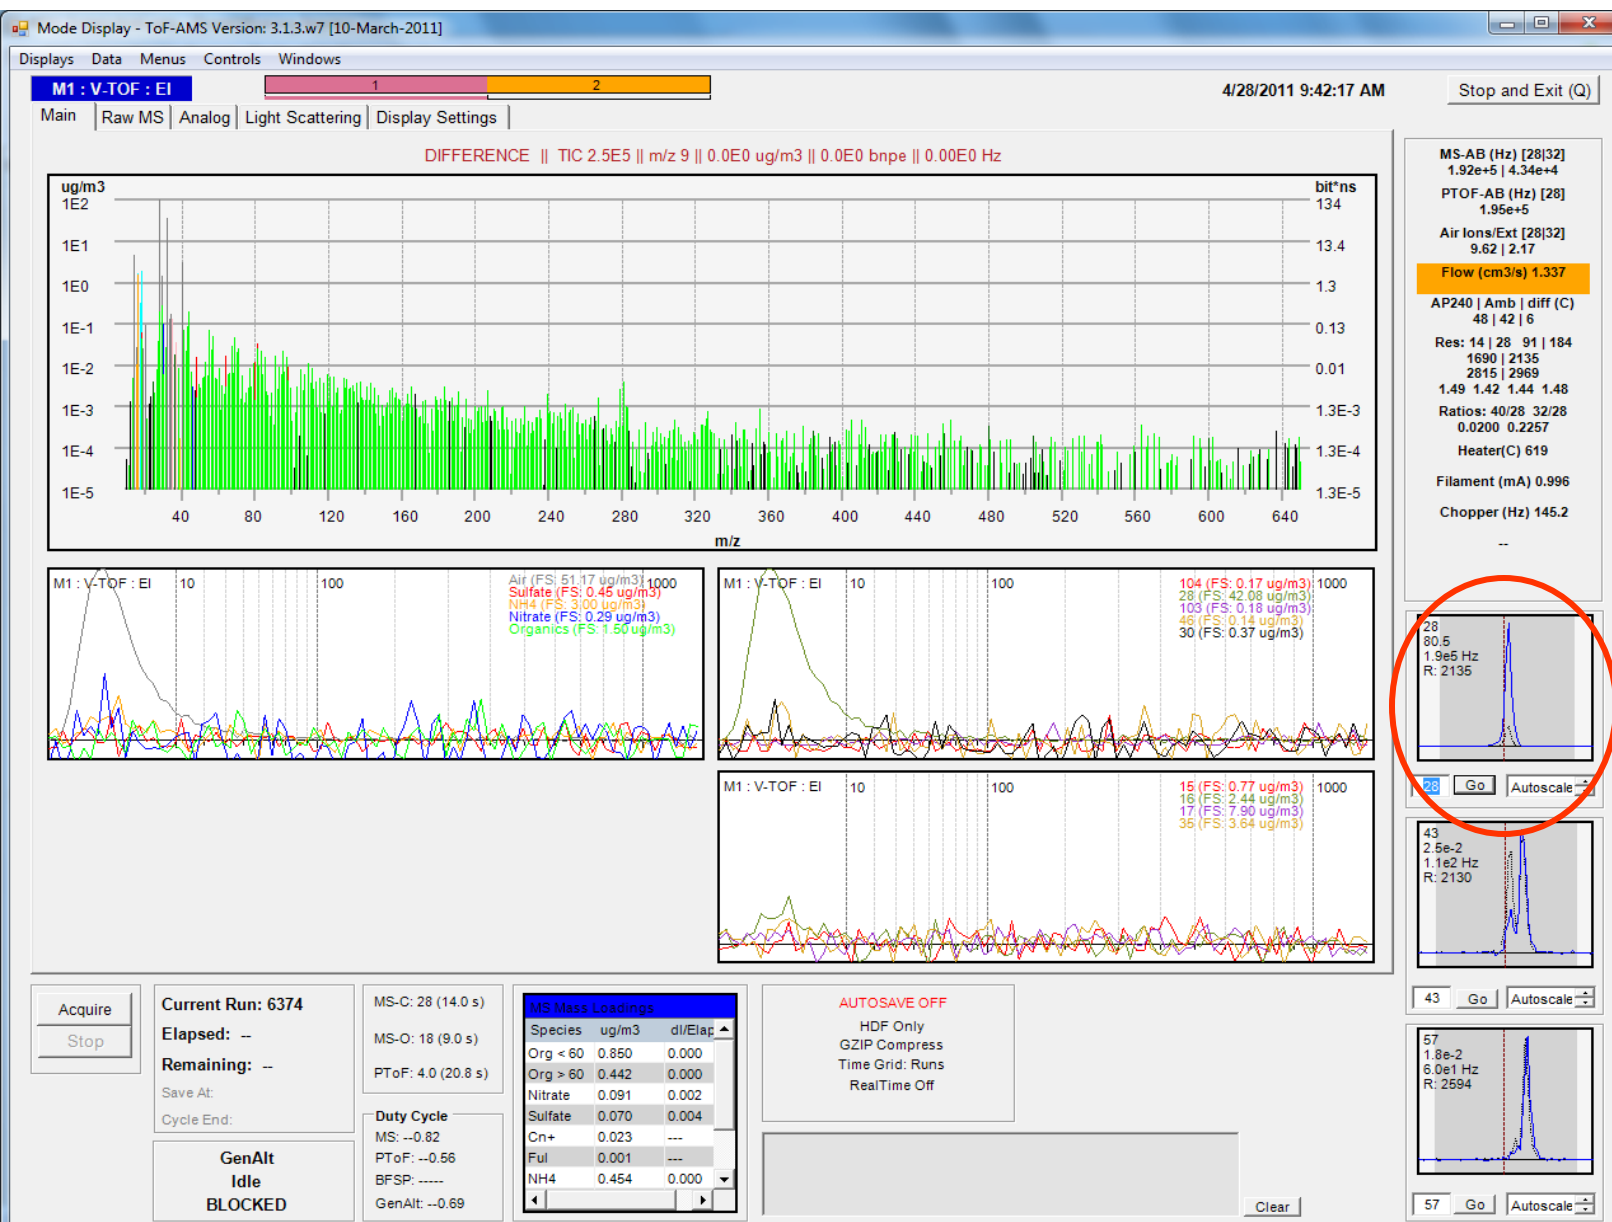 Mode Display - ToF-AMS Version: 3.1.3.w7 [10-March-2011]
Displays Data Menus Controls Windows
M1 : V-TOF : EI
1
2
4/28/2011 9:42:17 AM
Stop and Exit (Q)
Main Raw MS Analog Light Scattering Display Settings
DIFFERENCE || TIC 2.5E5 || m/z 9 || 0.0E0 ug/m3 || 0.0E0 bnpe || 0.00E0 Hz
ug/m3
bit*ns
1E2
134
1E1
13.4
1E0
1.3
1E-1
0.13
1E-2
0.01
1E-3
1.3E-3
1E-4
1.3E-4
1E-5
1.3E-5
40 80 120 160 200 240 280 320 360 400 440 480 520 560 600 640
m/z
MS-AB (Hz) [28|32]
1.92e+5 | 4.34e+4
PTOF-AB (Hz) [28]
1.95e+5
Air Ions/Ext [28|32]
9.62 | 2.17
Flow (cm3/s) 1.337
AP240 | Amb | diff (C)
48 | 42 | 6
Res: 14 | 28 91 | 184
1690 | 2135
2815 | 2969
1.49 1.42 1.44 1.48
Ratios: 40/28 32/28
0.0200 0.2257
Heater(C) 619
Filament (mA) 0.996
Chopper (Hz) 145.2
--
M1 : V-TOF : EI 10 100 1000
Air (FS: 51.17 ug/m3)
Sulfate (FS: 0.45 ug/m3)
NH4 (FS: 3.00 ug/m3)
Nitrate (FS: 0.29 ug/m3)
Organics (FS: 1.50 ug/m3)
M1 : V-TOF : EI 10 100 1000
104 (FS: 0.17 ug/m3)
28 (FS: 42.08 ug/m3)
103 (FS: 0.18 ug/m3)
46 (FS: 0.14 ug/m3)
30 (FS: 0.37 ug/m3)
M1 : V-TOF : EI 10 100 1000
15 (FS: 0.77 ug/m3)
16 (FS: 2.44 ug/m3)
17 (FS: 7.90 ug/m3)
35 (FS: 3.64 ug/m3)
28
80.5
1.9e5 Hz
R: 2135
28 Go Autoscale
43
2.5e-2
1.1e2 Hz
R: 2130
43 Go Autoscale
57
1.8e-2
6.0e1 Hz
R: 2594
57 Go Autoscale
Acquire
Stop
Current Run: 6374
Elapsed: --
Remaining: --
Save At:
Cycle End:
GenAlt
Idle
BLOCKED
MS-C: 28 (14.0 s)
MS-O: 18 (9.0 s)
PToF: 4.0 (20.8 s)
Duty Cycle
MS: --0.82
PToF: --0.56
BFSP: -----
GenAlt: --0.69
MS Mass Loadings
Species ug/m3 dl/Elap
Org < 60 0.850 0.000
Org > 60 0.442 0.000
Nitrate 0.091 0.002
Sulfate 0.070 0.004
Cn+ 0.023 ---
Ful 0.001 ---
NH4 0.454 0.000
AUTOSAVE OFF
HDF Only
GZIP Compress
Time Grid: Runs
RealTime Off
Clear